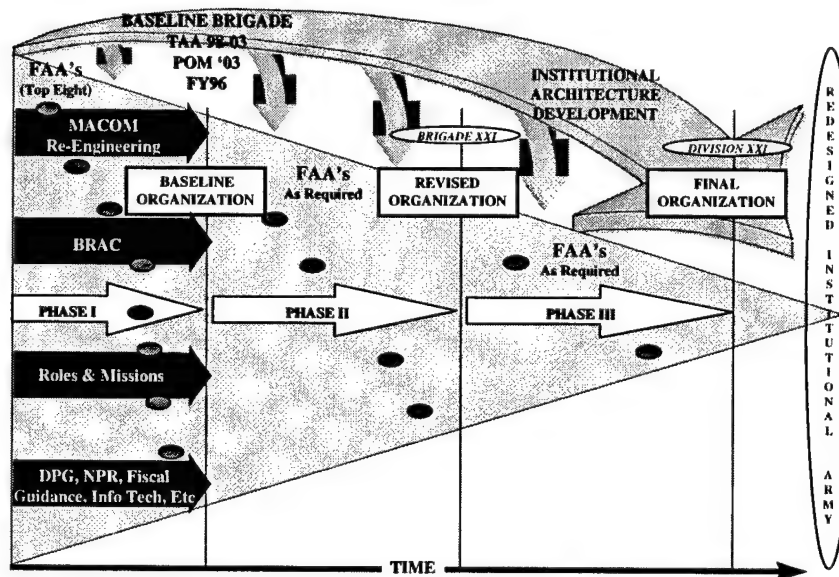 BASELINE BRIGADE
TAA-98-03
POM '03
FY96
FAA's
(Top Eight)
INSTITUTIONAL
ARCHITECTURE
DEVELOPMENT
MACOM
Re-Engineering
BRIGADE XXI
DIVISION XXI
BASELINE
ORGANIZATION
FAA's
As Required
REVISED
ORGANIZATION
FINAL
ORGANIZATION
BRAC
FAA's
As Required
PHASE I
PHASE II
PHASE III
Roles & Missions
DPG, NPR, Fiscal
Guidance, Info Tech, Etc
TIME
REDESIGNED INSTITUTIONAL ARMY